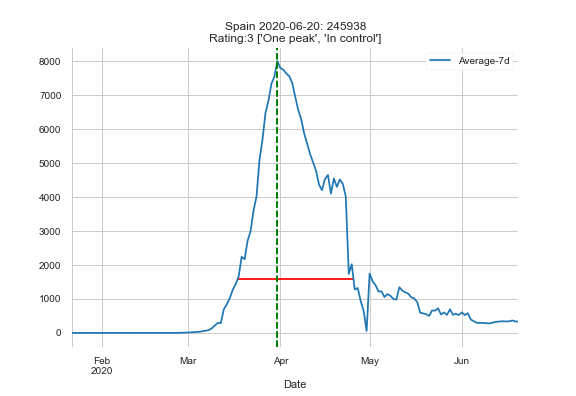 Spain 2020-06-20: 245938
Rating:3 ['One peak', 'In control']
Average-7d
8000
7000
6000
5000
4000
3000
2000
1000
0
Feb
2020
Mar
Apr
May
Jun
Date